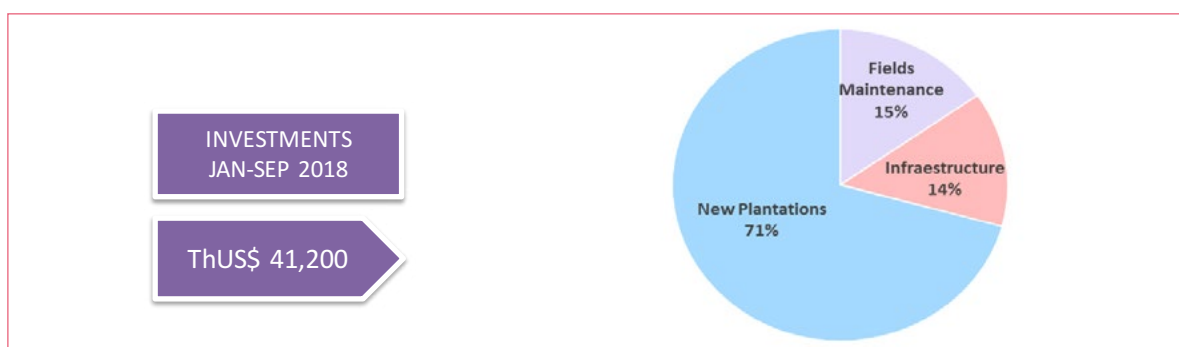 INVESTMENTS
JAN-SEP 2018
ThUS$ 41,200
Fields
Maintenance
15%
Infraestructure
14%
New Plantations
71%